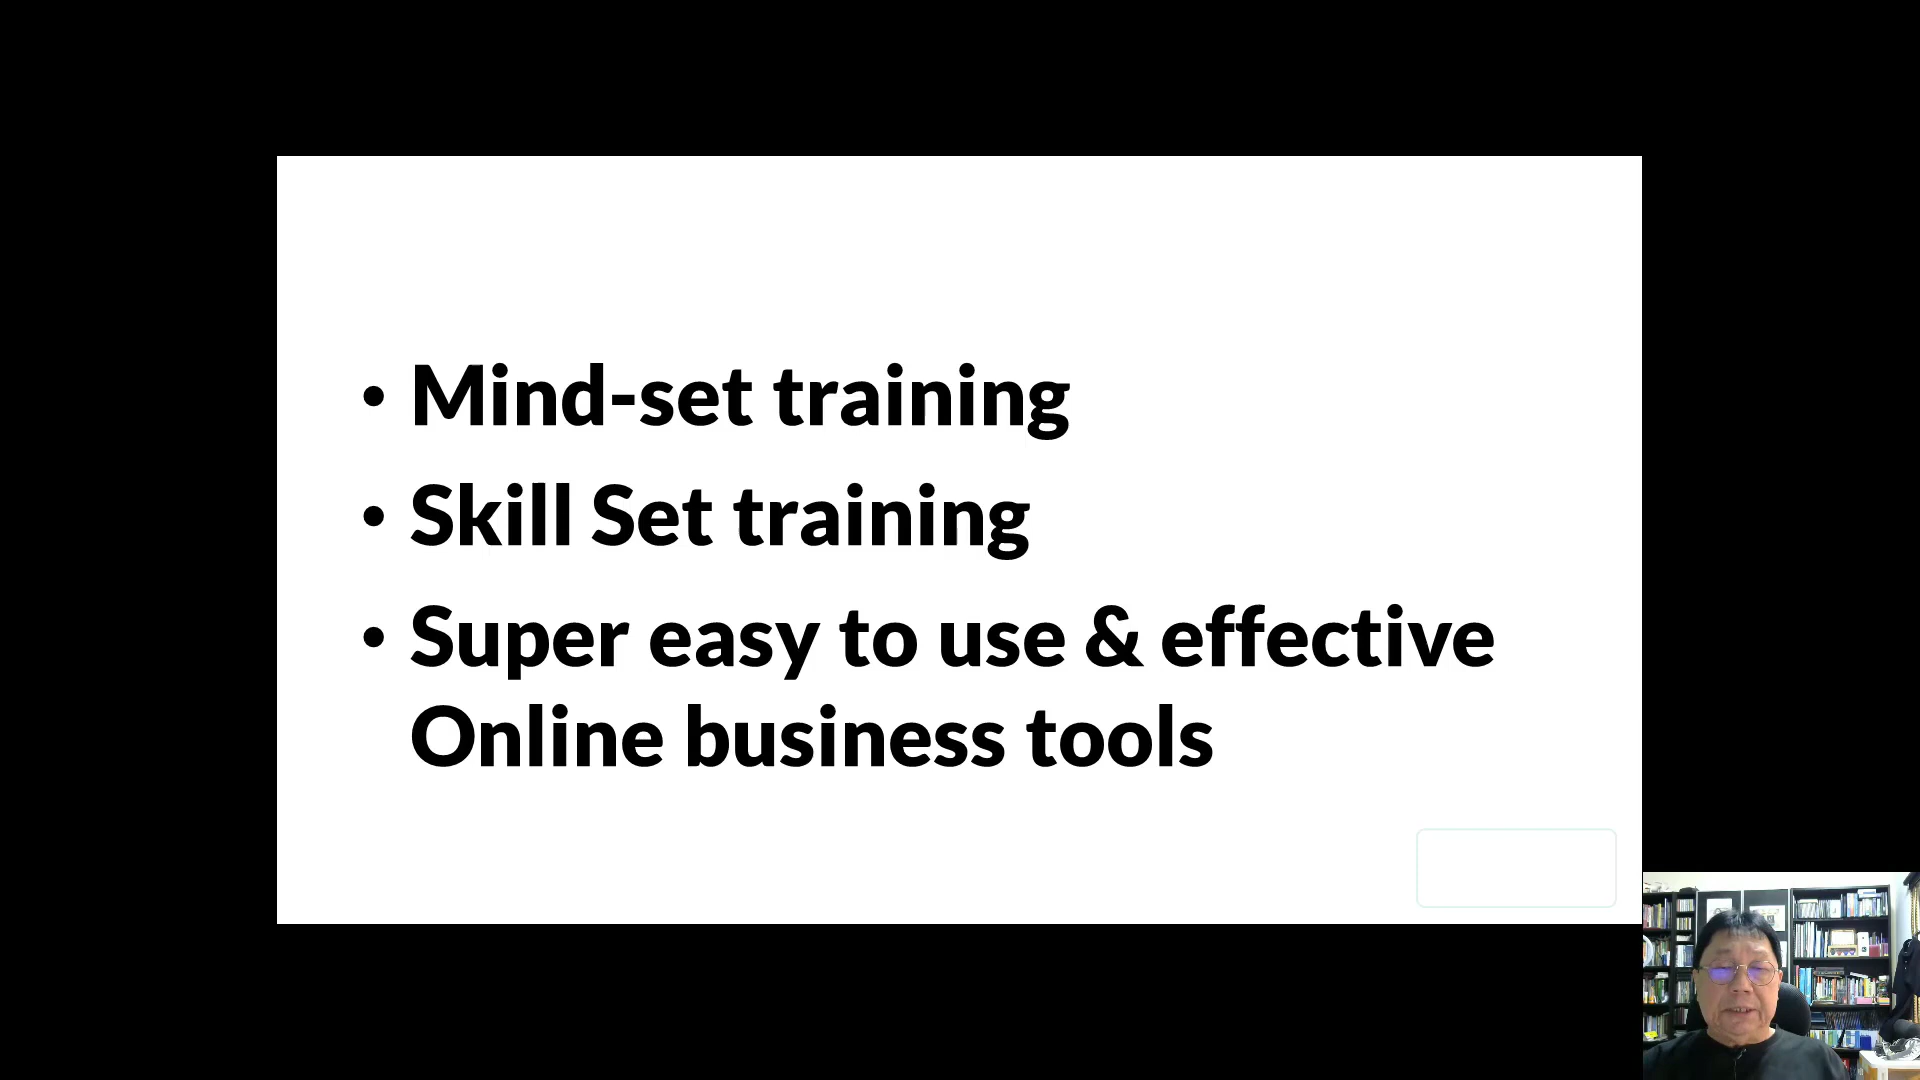 • Mind-set training
• Skill Set training
• Super easy to use & effective
Online business tools